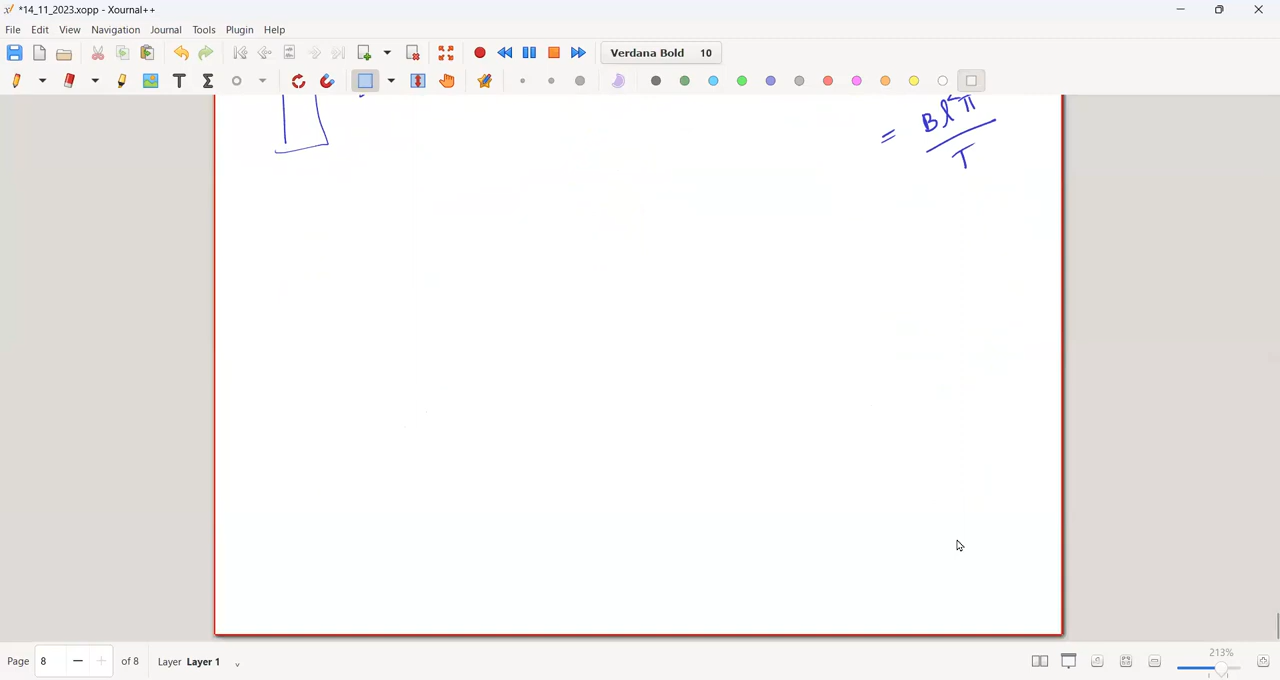 *14_11_2023.xopp - Xournal++
File Edit View Navigation Journal Tools Plugin Help
Verdana Bold 10
= Bl²π
T
Page 8 of 8 Layer Layer 1 213%